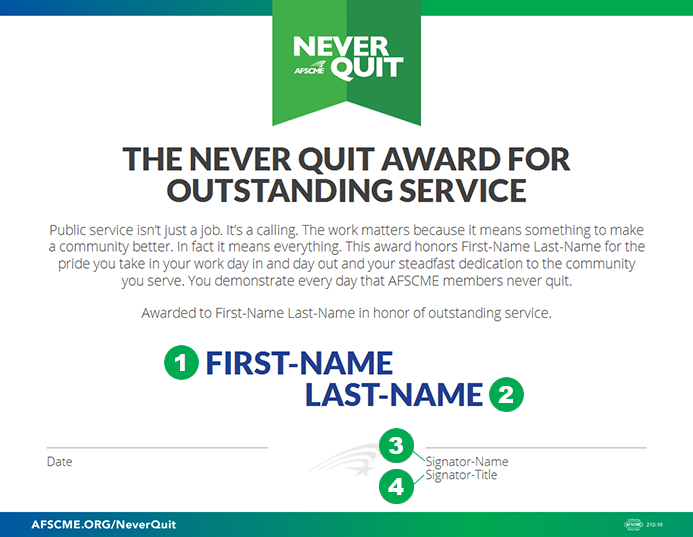 NEVER
AFSCME QUIT
THE NEVER QUIT AWARD FOR
OUTSTANDING SERVICE
Public service isn’t just a job. It’s a calling. The work matters because it means something to make
a community better. In fact it means everything. This award honors First-Name Last-Name for the
pride you take in your work day in and day out and your steadfast dedication to the community
you serve. You demonstrate every day that AFSCME members never quit.
Awarded to First-Name Last-Name in honor of outstanding service.
1 FIRST-NAME
LAST-NAME 2
3
Date
Signator-Name
4 Signator-Title
AFSCME.ORG/NeverQuit
AFSCME 210-16